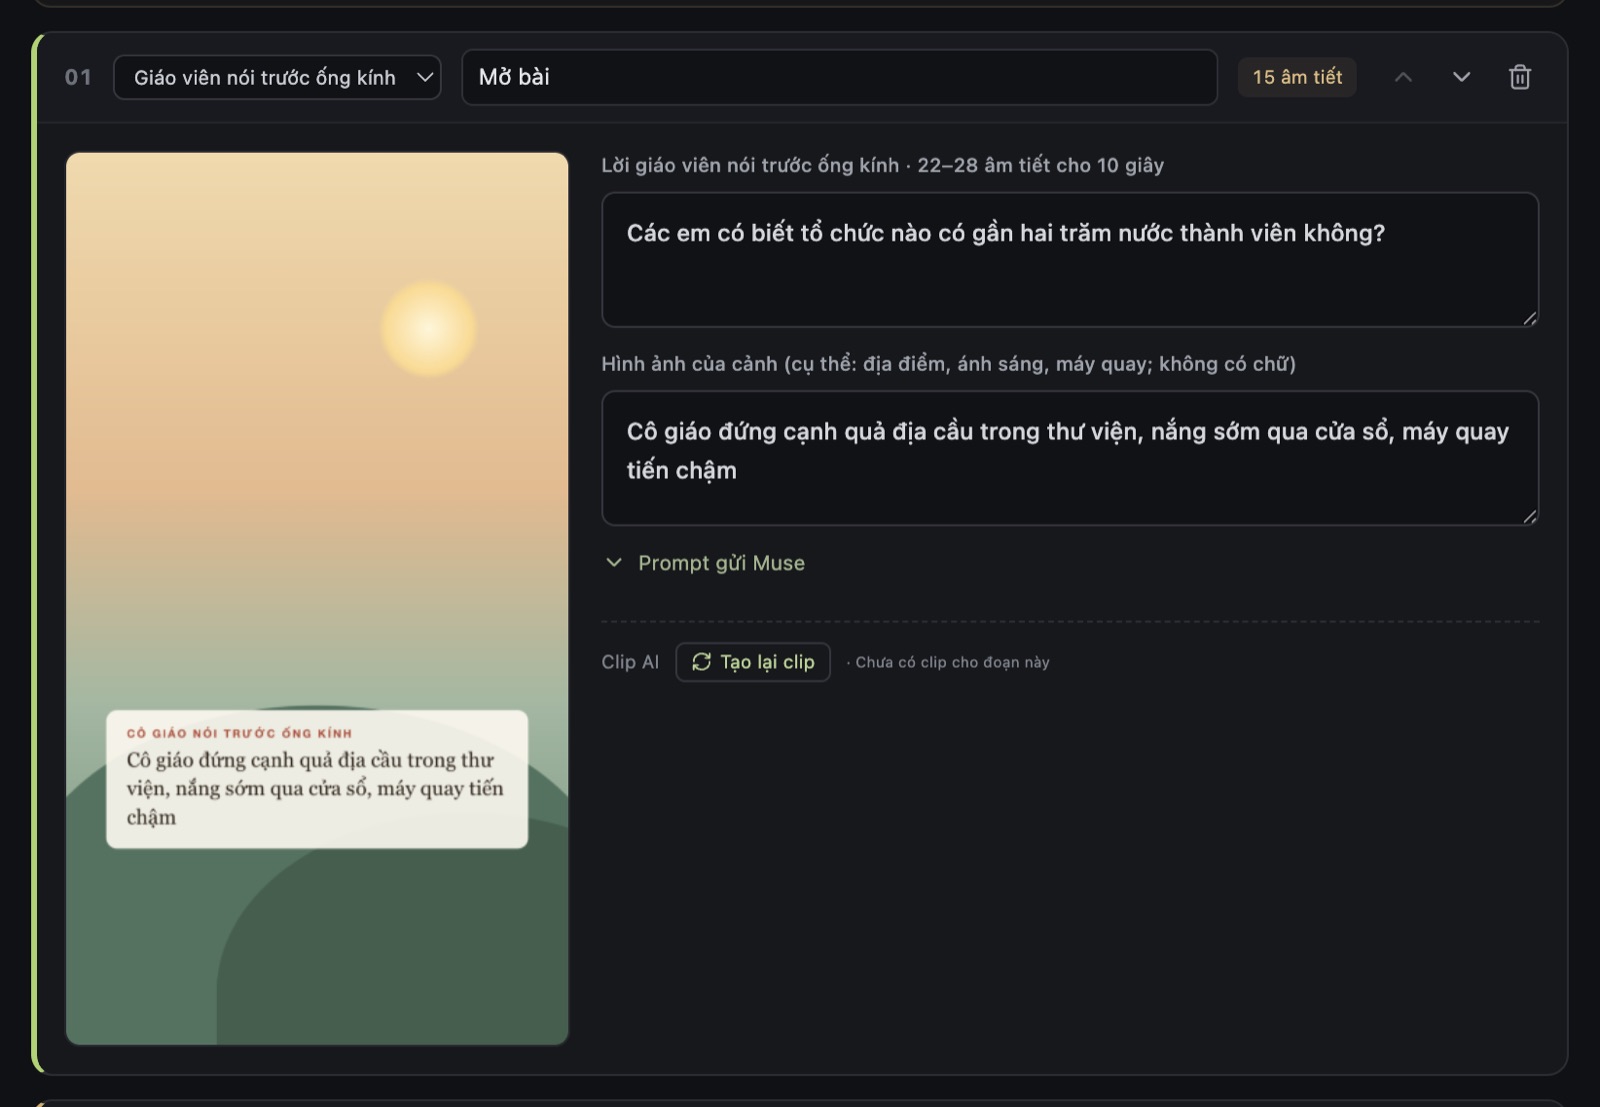 01
Giáo viên nói trước ống kính
Mở bài
15 âm tiết
Lời giáo viên nói trước ống kính · 22–28 âm tiết cho 10 giây
Các em có biết tổ chức nào có gần hai trăm nước thành viên không?
Hình ảnh của cảnh (cụ thể: địa điểm, ánh sáng, máy quay; không có chữ)
Cô giáo đứng cạnh quả địa cầu trong thư viện, nắng sớm qua cửa sổ, máy quay
tiến chậm
Prompt gửi Muse
Clip AI
Tạo lại clip
· Chưa có clip cho đoạn này
CÔ GIÁO NÓI TRƯỚC ỐNG KÍNH
Cô giáo đứng cạnh quả địa cầu trong thư
viện, nắng sớm qua cửa sổ, máy quay tiến
chậm